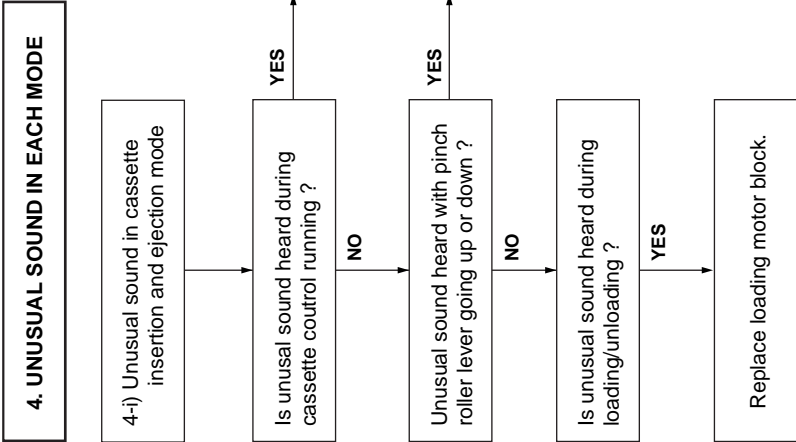 4. UNUSUAL SOUND IN EACH MODE
4-i) Unusual sound in cassette
insertion and ejection mode
Is unusal sound heard during
cassette coutrol running ?
YES
NO
Unusual sound heard with pinch
roller lever going up or down ?
YES
NO
Is unusual sound heard during
loading/unloading ?
YES
Replace loading motor block.